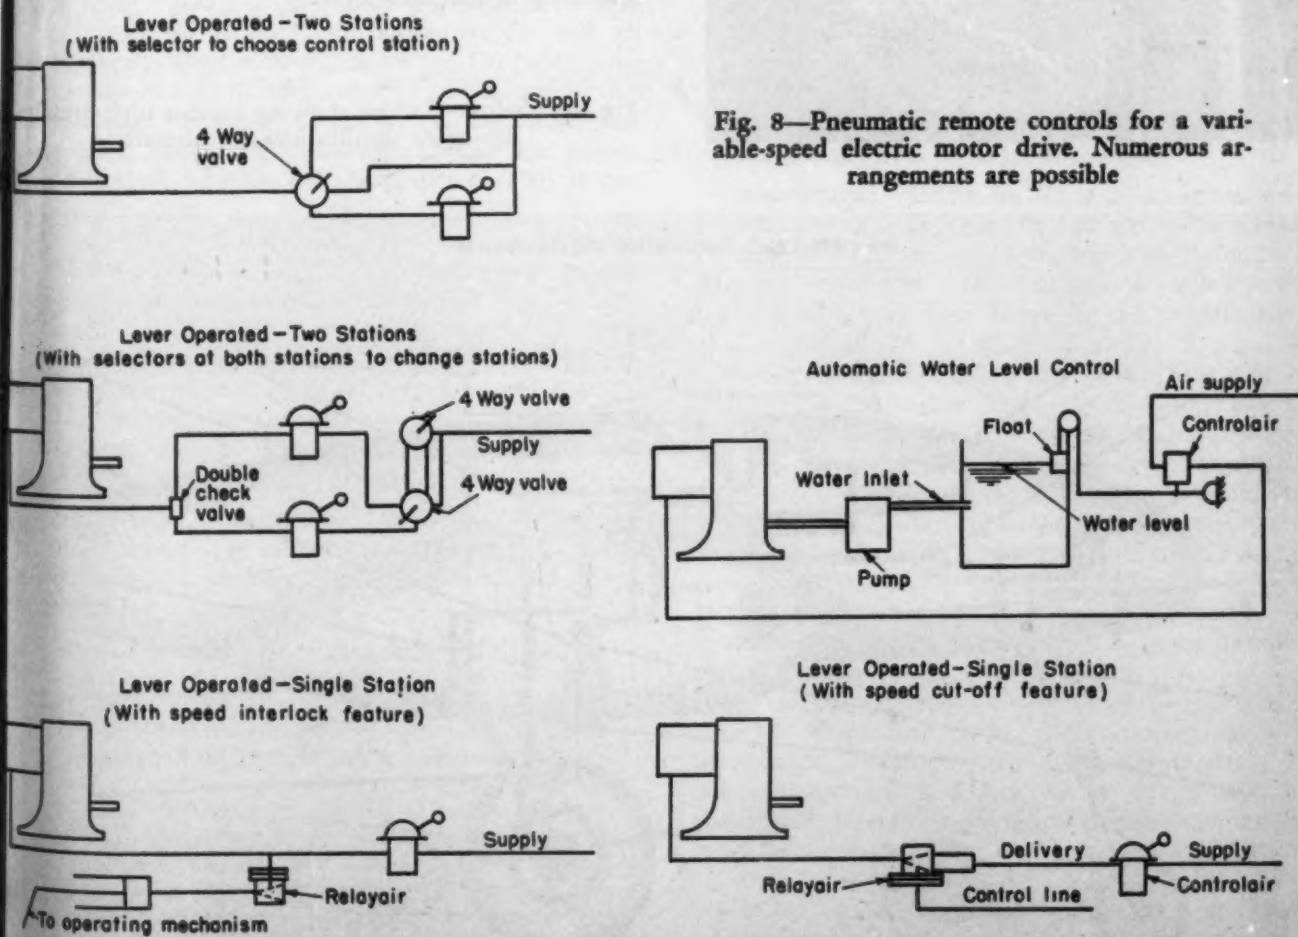 Lever Operated-Two Stations
(With selector to choose control station)
Supply
4 Way
valve
Fig. 8—Pneumatic remote controls for a vari-
able-speed electric motor drive. Numerous ar-
rangements are possible
Lever Operated-Two Stations
(With selectors at both stations to change stations)
4 Way valve
Supply
Double
check
valve
4 Way valve
Automatic Water Level Control
Air supply
Controlair
Float
Water Inlet
Water level
Pump
Lever Operated-Single Station
(With speed interlock feature)
Supply
Relayair
To operating mechanism
Lever Operated-Single Station
(With speed cut-off feature)
Delivery
Supply
Relayair
Controlair
Control line